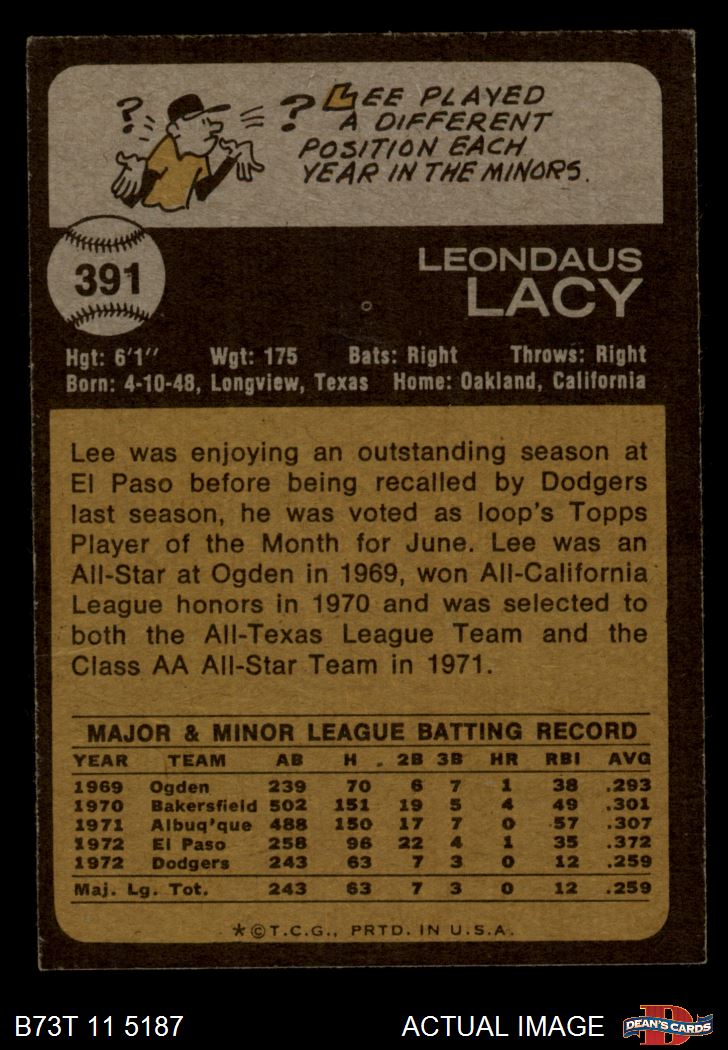 ? ? LEE PLAYED
A DIFFERENT
POSITION EACH
YEAR IN THE MINORS.
391
LEONDAUS
LACY
Hgt: 6'1" Wgt: 175 Bats: Right Throws: Right
Born: 4-10-48, Longview, Texas Home: Oakland, California
Lee was enjoying an outstanding season at
El Paso before being recalled by Dodgers
last season, he was voted as loop's Topps
Player of the Month for June. Lee was an
All-Star at Ogden in 1969, won All-California
League honors in 1970 and was selected to
both the All-Texas League Team and the
Class AA All-Star Team in 1971.
MAJOR & MINOR LEAGUE BATTING RECORD
YEAR TEAM AB H 2B 3B HR RBI AVG
1969 Ogden 239 70 6 7 1 38 .293
1970 Bakersfield 502 151 19 5 4 49 .301
1971 Albuq'que 488 150 17 7 0 57 .307
1972 El Paso 258 96 22 4 1 35 .372
1972 Dodgers 243 63 7 3 0 12 .259
Maj. Lg. Tot. 243 63 7 3 0 12 .259
*©T.C.G., PRTD. IN U.S.A.
B73T 11 5187 ACTUAL IMAGE
D
DEAN'S CARDS